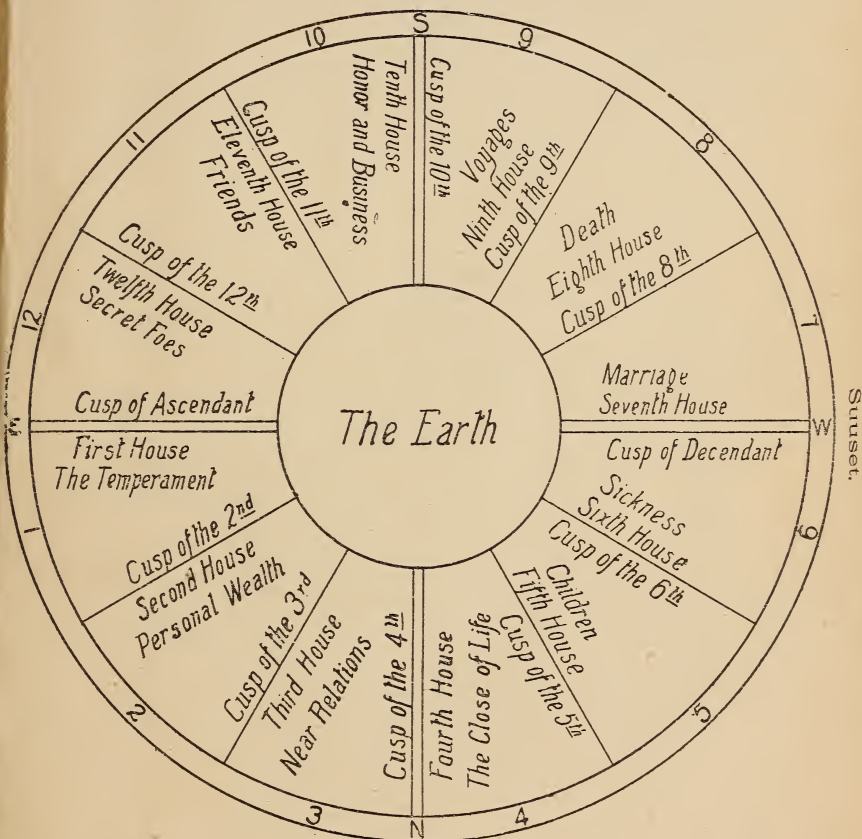 S
10
9
11
8
12
7
W
1
6
2
5
3
4
N
Cusp of the 10th
Tenth House
Honor and Business
Cusp of the 11th
Eleventh House
Friends
Cusp of the 12th
Twelfth House
Secret Foes
Cusp of Ascendant
First House
The Temperament
Cusp of the 2nd
Second House
Personal Wealth
Cusp of the 3rd
Third House
Near Relations
Cusp of the 4th
Fourth House
The Close of Life
Cusp of the 5th
Fifth House
Children
Cusp of the 6th
Sixth House
Sickness
Cusp of Decendant
Seventh House
Marriage
Cusp of the 8th
Eighth House
Death
Cusp of the 9th
Ninth House
Voyages
The Earth
Suuset.